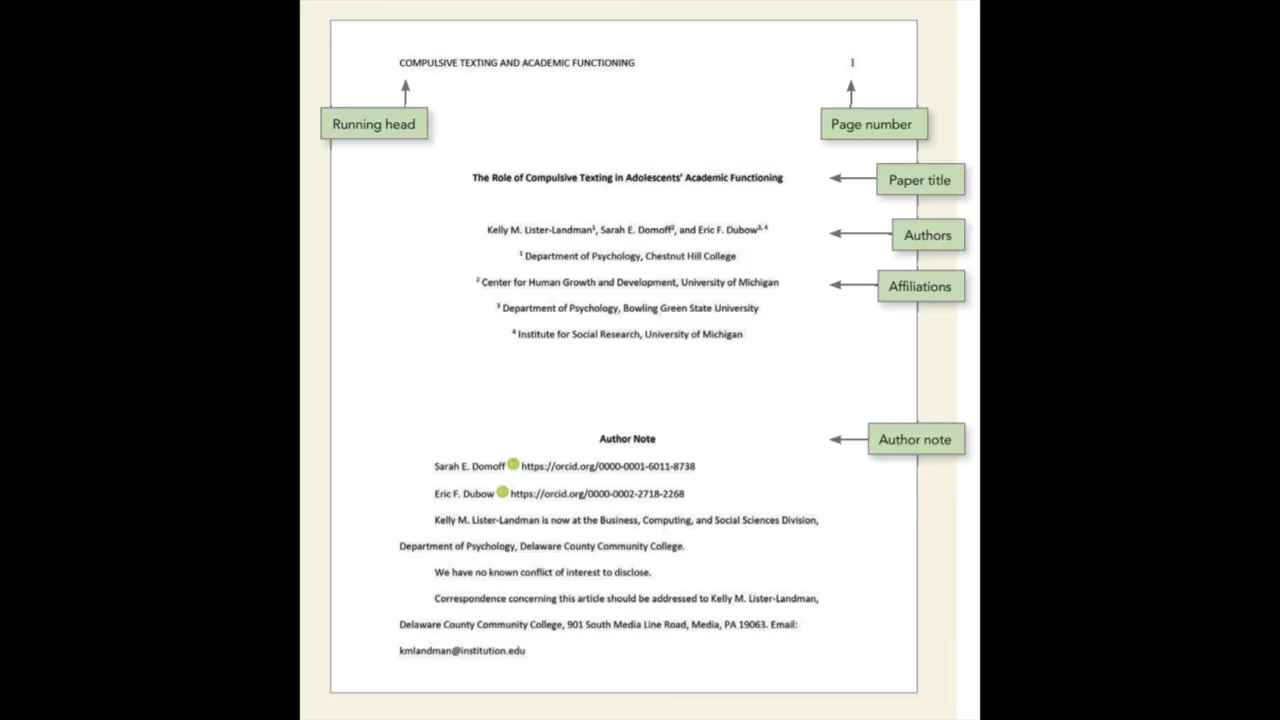 COMPULSIVE TEXTING AND ACADEMIC FUNCTIONING 1
Running head
Page number
The Role of Compulsive Texting in Adolescents’ Academic Functioning
Paper title
Kelly M. Lister-Landman¹, Sarah E. Domoff², and Eric F. Dubow³˒ ⁴
Authors
¹ Department of Psychology, Chestnut Hill College
² Center for Human Growth and Development, University of Michigan
Affiliations
³ Department of Psychology, Bowling Green State University
⁴ Institute for Social Research, University of Michigan
Author Note
Author note
Sarah E. Domoff iD https://orcid.org/0000-0001-6011-8738
Eric F. Dubow iD https://orcid.org/0000-0002-2718-2268
Kelly M. Lister-Landman is now at the Business, Computing, and Social Sciences Division,
Department of Psychology, Delaware County Community College.
We have no known conflict of interest to disclose.
Correspondence concerning this article should be addressed to Kelly M. Lister-Landman,
Delaware County Community College, 901 South Media Line Road, Media, PA 19063. Email:
kmlandman@institution.edu